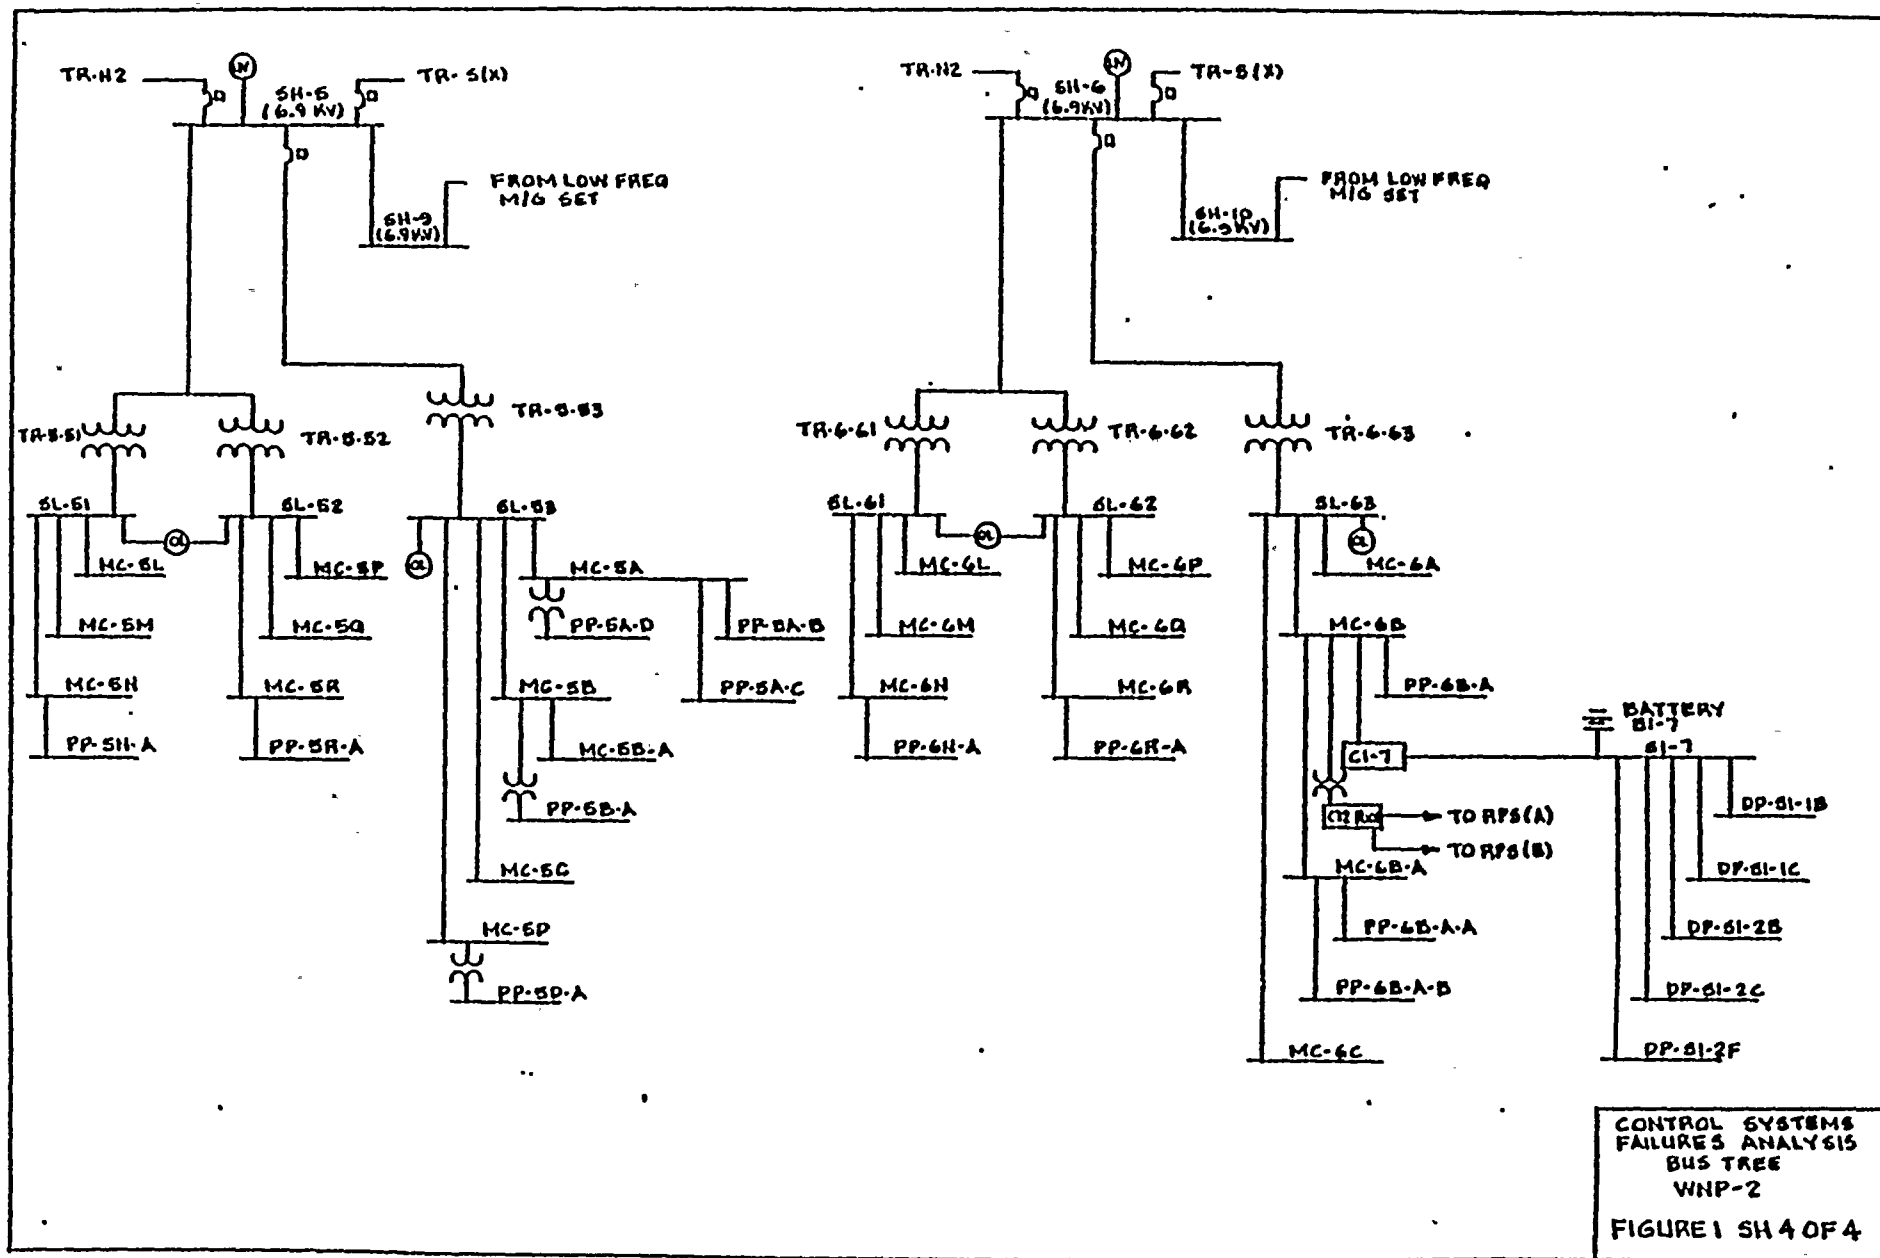 TR-N2
UV
SH-5
(6.9 KV)
TR-S(X)
FROM LOW FREQ
M/G SET
SH-9
(6.9KV)
TR-5-51
TR-5-52
TR-5-53
SL-51
SL-52
SL-53
OL
OL
MC-5L
MC-5P
MC-5A
MC-5M
MC-5Q
PP-5A-D
PP-5A-B
MC-5N
MC-5R
MC-5B
PP-5A-C
PP-5N-A
PP-5R-A
MC-5B-A
PP-5B-A
MC-5C
MC-5D
PP-5D-A
TR-N2
UV
SH-6
(6.9KV)
TR-S(X)
FROM LOW FREQ
M/G SET
SH-10
(6.9KV)
TR-6-61
TR-6-62
TR-6-63
SL-61
SL-62
SL-63
OL
OL
MC-6L
MC-6P
MC-6A
MC-6M
MC-6Q
MC-6B
MC-6N
MC-6R
PP-6B-A
PP-6N-A
PP-6R-A
C1-7
BATTERY
B1-7
S1-7
TO RPS(A)
TO RPS(B)
DP-S1-1B
MC-6B-A
DP-S1-1C
PP-6B-A-A
DP-S1-2B
PP-6B-A-B
DP-S1-2C
MC-6C
DP-S1-2F
CONTROL SYSTEMS
FAILURES ANALYSIS
BUS TREE
WNP-2
FIGURE 1 SH 4 OF 4